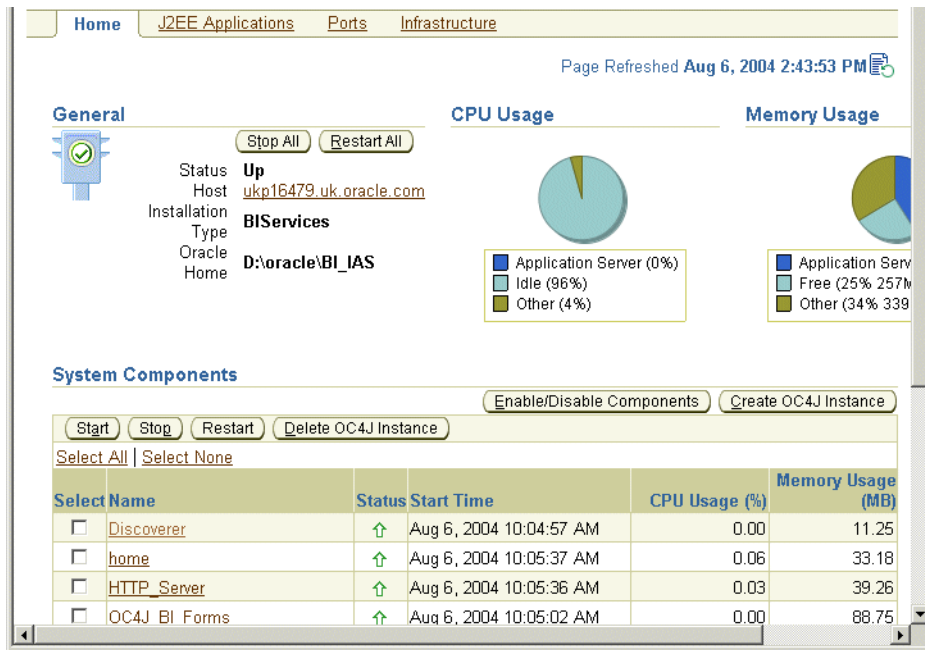 Home J2EE Applications Ports Infrastructure
Page Refreshed Aug 6, 2004 2:43:53 PM
General
CPU Usage
Memory Usage
Stop All Restart All
Status Up
Host ukp16479.uk.oracle.com
Installation Type BIServices
Oracle Home D:\oracle\BI_IAS
Application Server (0%)
Idle (96%)
Other (4%)
Application Serv
Free (25% 257M
Other (34% 339
System Components
Enable/Disable Components Create OC4J Instance
Start Stop Restart Delete OC4J Instance
Select All | Select None
Select Name Status Start Time CPU Usage (%) Memory Usage (MB)
Discoverer Aug 6, 2004 10:04:57 AM 0.00 11.25
home Aug 6, 2004 10:05:37 AM 0.06 33.18
HTTP_Server Aug 6, 2004 10:05:36 AM 0.03 39.26
OC4J_BI_Forms Aug 6, 2004 10:05:02 AM 0.00 88.75